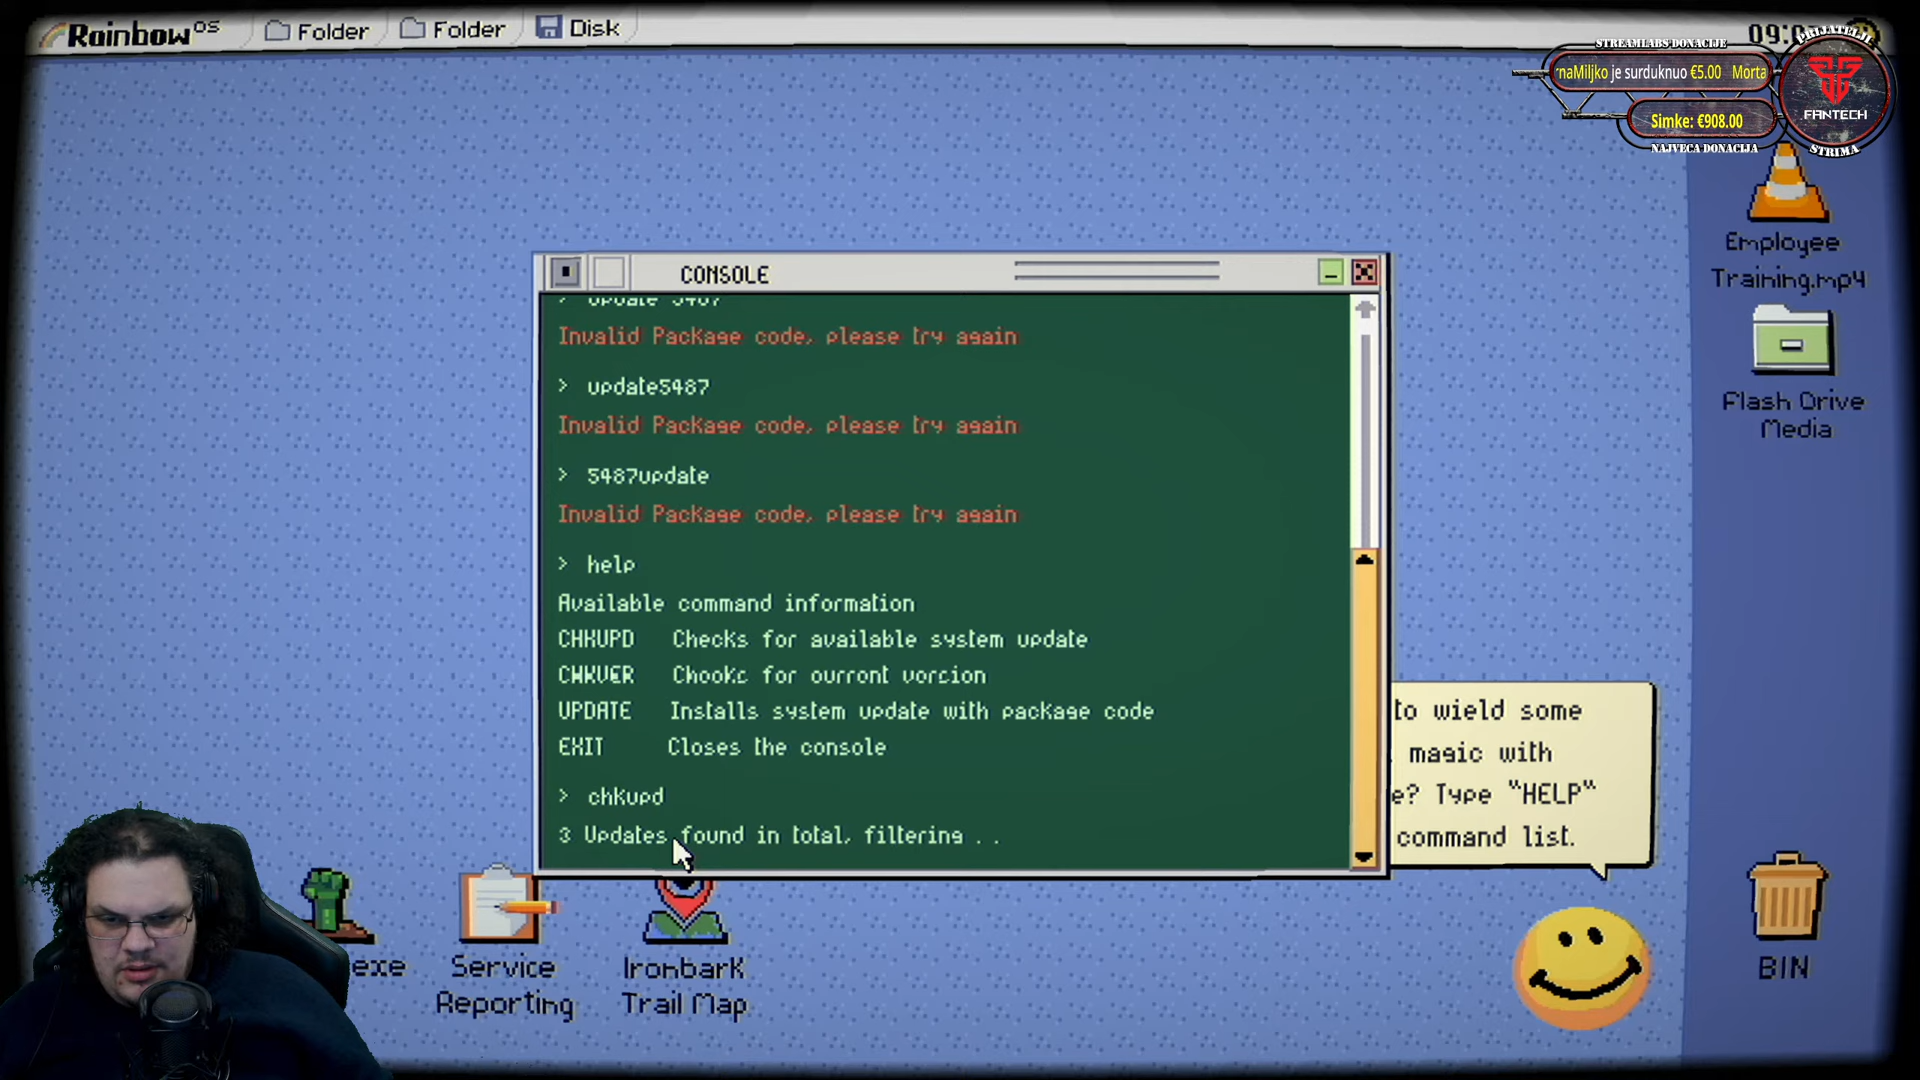 Rainbow OS
Folder
Folder
Disk
09:0
STREAMLABS DONACIJE
naMiljko je surduknuo €5.00 Morta
Simke: €908.00
NAJVECA DONACIJA
PRIJATELJI
FANTECH
STRIMA
Employee
Training.mp4
Flash Drive
Media
CONSOLE
> update 5487
Invalid Package code, please try again
> update5487
Invalid Package code, please try again
> 5487update
Invalid Package code, please try again
> help
Available command information
CHKUPD Checks for available system update
CHKVER Checks for current version
UPDATE Installs system update with package code
EXIT Closes the console
> chkupd
3 Updates found in total, filtering . .
to wield some
magic with
e? Type "HELP"
command list.
exe
Service
Reporting
Ironbark
Trail Map
BIN